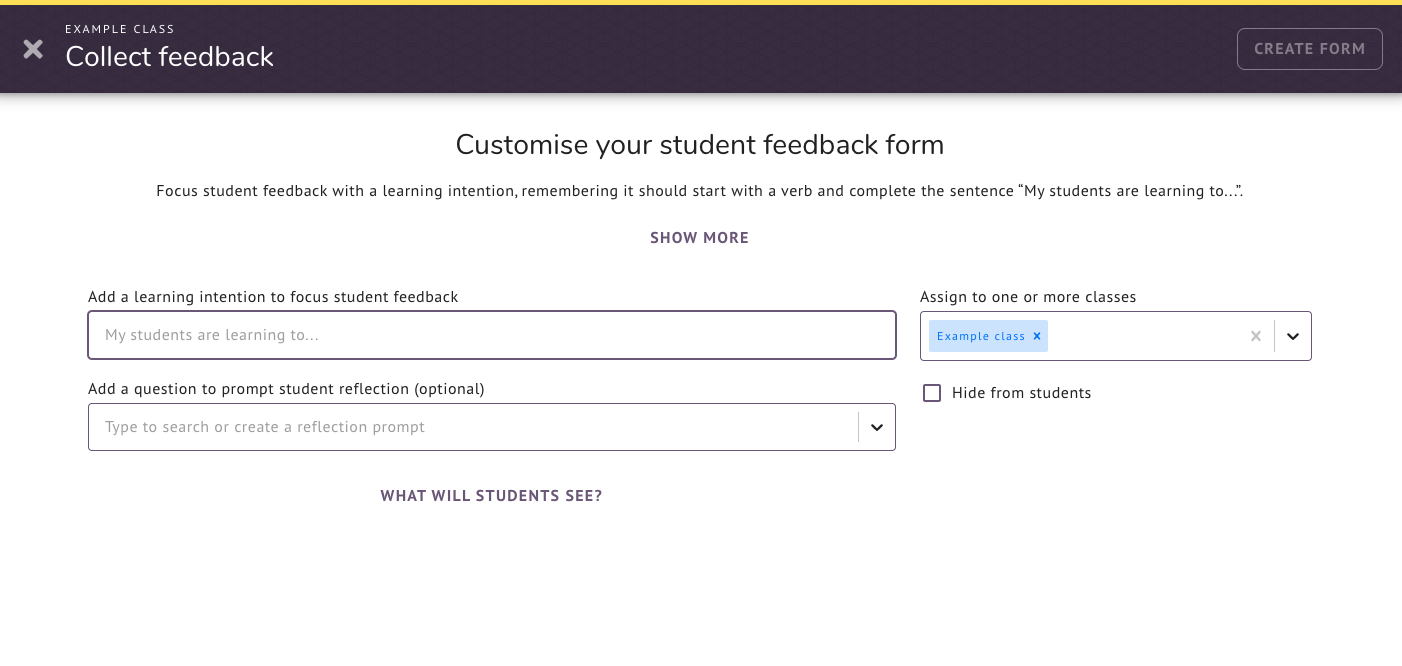 EXAMPLE CLASS
Collect feedback
CREATE FORM
Customise your student feedback form
Focus student feedback with a learning intention, remembering it should start with a verb and complete the sentence “My students are learning to...”.
SHOW MORE
Add a learning intention to focus student feedback
My students are learning to...
Assign to one or more classes
Example class
Add a question to prompt student reflection (optional)
Type to search or create a reflection prompt
Hide from students
WHAT WILL STUDENTS SEE?